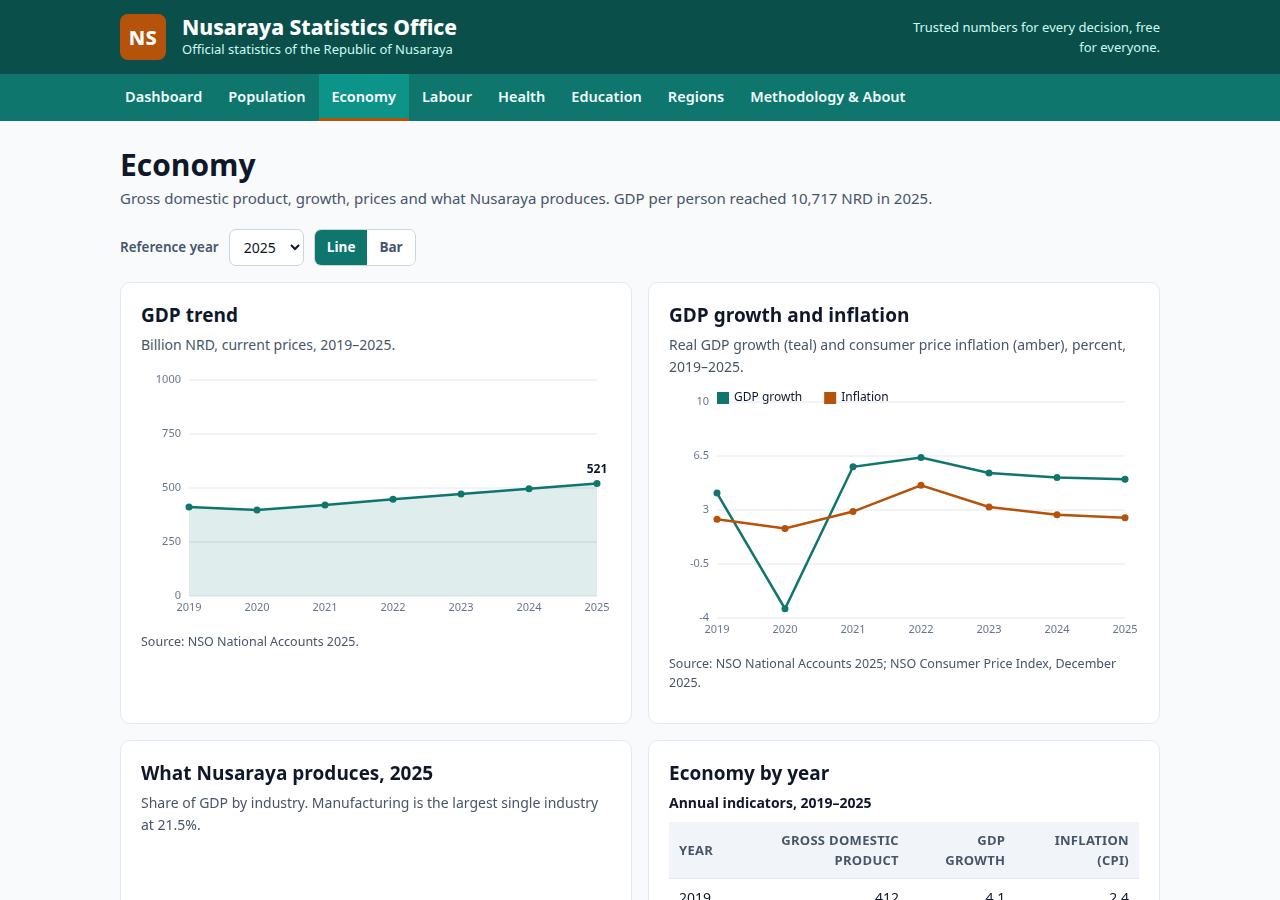 NS
Nusaraya Statistics Office
Official statistics of the Republic of Nusaraya
Trusted numbers for every decision, free
for everyone.
Dashboard Population Economy Labour Health Education Regions Methodology & About
Economy
Gross domestic product, growth, prices and what Nusaraya produces. GDP per person reached 10,717 NRD in 2025.
Reference year 2025 Line Bar
GDP trend
Billion NRD, current prices, 2019–2025.
1000
750
521
500
250
0
2019 2020 2021 2022 2023 2024 2025
Source: NSO National Accounts 2025.
GDP growth and inflation
Real GDP growth (teal) and consumer price inflation (amber), percent,
2019–2025.
10 GDP growth Inflation
6.5
3
-0.5
-4
2019 2020 2021 2022 2023 2024 2025
Source: NSO National Accounts 2025; NSO Consumer Price Index, December
2025.
What Nusaraya produces, 2025
Share of GDP by industry. Manufacturing is the largest single industry
at 21.5%.
Economy by year
Annual indicators, 2019–2025
YEAR GROSS DOMESTIC PRODUCT GDP GROWTH INFLATION (CPI)
2019 412 4.1 2.4